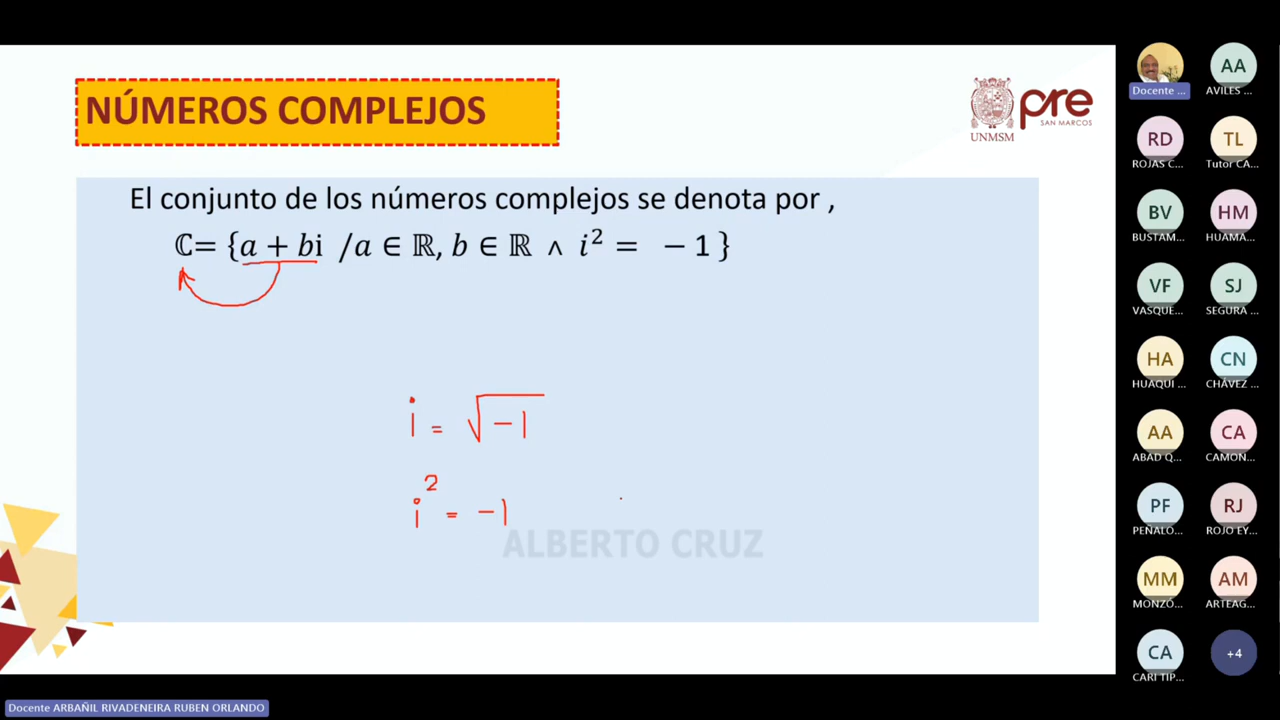 NÚMEROS COMPLEJOS
UNMSM
pre
SAN MARCOS
El conjunto de los números complejos se denota por ,
ℂ= {a + bi /a ∈ ℝ, b ∈ ℝ ∧ i² = −1 }
i = √−1
i² = −1
ALBERTO CRUZ
Docente ...
AA
AVILES ...
RD
ROJAS C...
TL
Tutor CA...
BV
BUSTAM...
HM
HUAMA...
VF
VASQUE...
SJ
SEGURA ...
HA
HUAQUI ...
CN
CHÁVEZ ...
AA
ABAD Q...
CA
CAMON...
PF
PEÑALÓ...
RJ
ROJO EY...
MM
MONZÓ...
AM
ARTEAG...
CA
CARI TIP...
+4
Docente ARBAÑIL RIVADENEIRA RUBEN ORLANDO